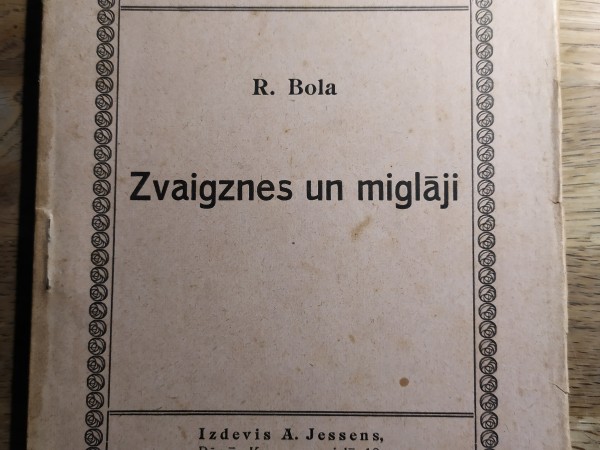 R. Bola
Zvaigznes un miglāji
Izdevis A. Jessens,